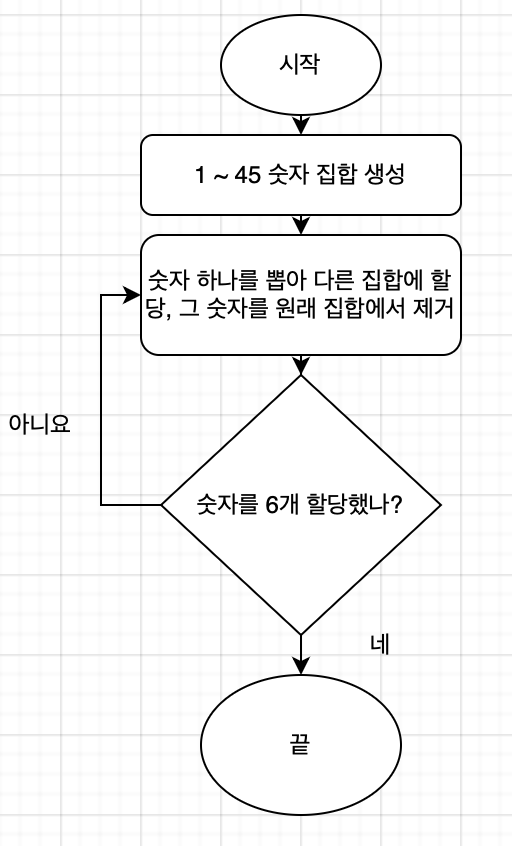 시작
1 ~ 45 숫자 집합 생성
숫자 하나를 뽑아 다른 집합에 할
당, 그 숫자를 원래 집합에서 제거
아니요
숫자를 6개 할당했나?
네
끝